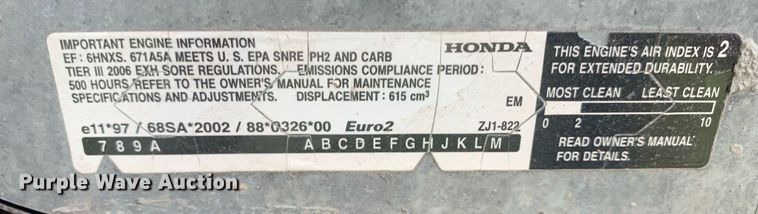 IMPORTANT ENGINE INFORMATION
EF: 6HNXS. 671A5A MEETS U. S. EPA SNRE PH2 AND CARB
TIER III 2006 EXH SORE REGULATIONS. EMISSIONS COMPLIANCE PERIOD:
500 HOURS REFER TO THE OWNER'S MANUAL FOR MAINTENANCE
SPECIFICATIONS AND ADJUSTMENTS. DISPLACEMENT: 615 cm³
HONDA
EM
e11*97 / 68SA*2002 / 88*0326*00 Euro2 ZJ1-822
7 8 9 A A B C D E F G H J K L M
THIS ENGINE'S AIR INDEX IS 2
FOR EXTENDED DURABILITY.
MOST CLEAN LEAST CLEAN
0 2 10
READ OWNER'S MANUAL
FOR DETAILS.
Purple Wave Auction